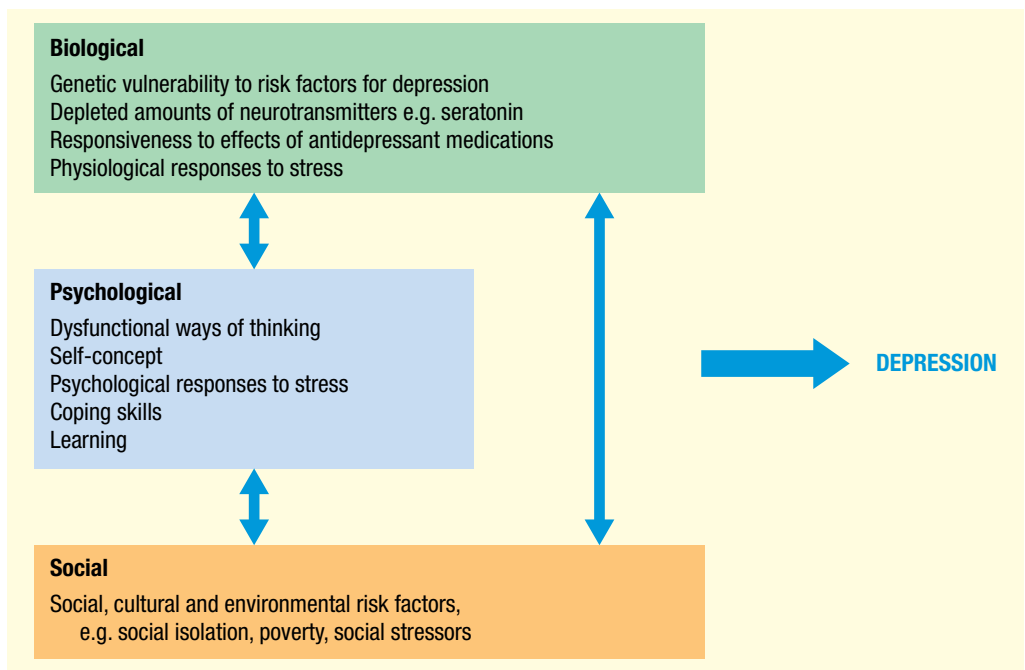 Biological
Genetic vulnerability to risk factors for depression
Depleted amounts of neurotransmitters e.g. seratonin
Responsiveness to effects of antidepressant medications
Physiological responses to stress
Psychological
Dysfunctional ways of thinking
Self-concept
Psychological responses to stress
Coping skills
Learning
DEPRESSION
Social
Social, cultural and environmental risk factors,
e.g. social isolation, poverty, social stressors